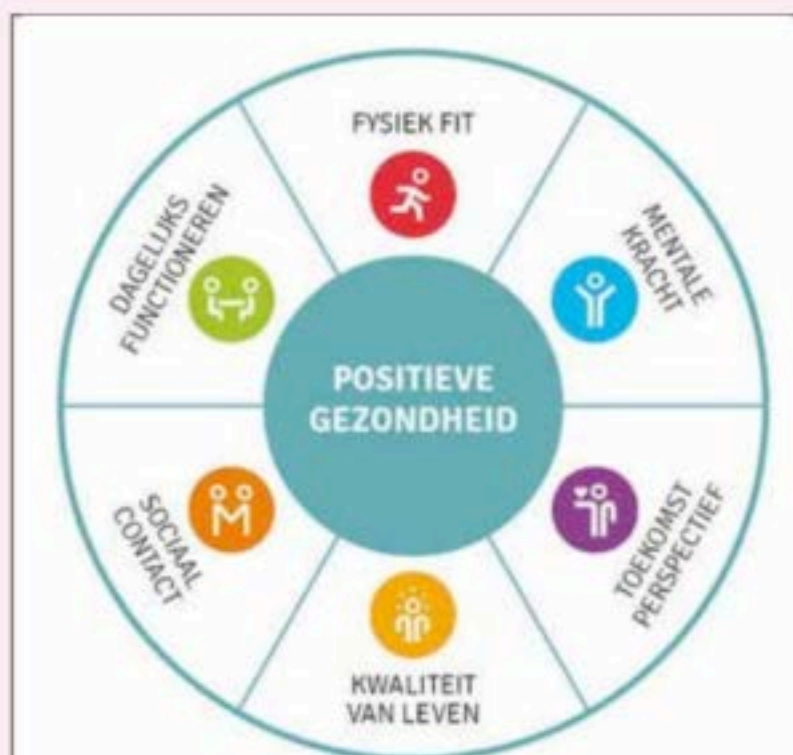 FYSIEK FIT
MENTALE
KRACHT
TOEKOMST
PERSPECTIEF
KWALITEIT
VAN LEVEN
SOCIAAL
CONTACT
DAGELIJKS
FUNCTIONEREN
POSITIEVE
GEZONDHEID